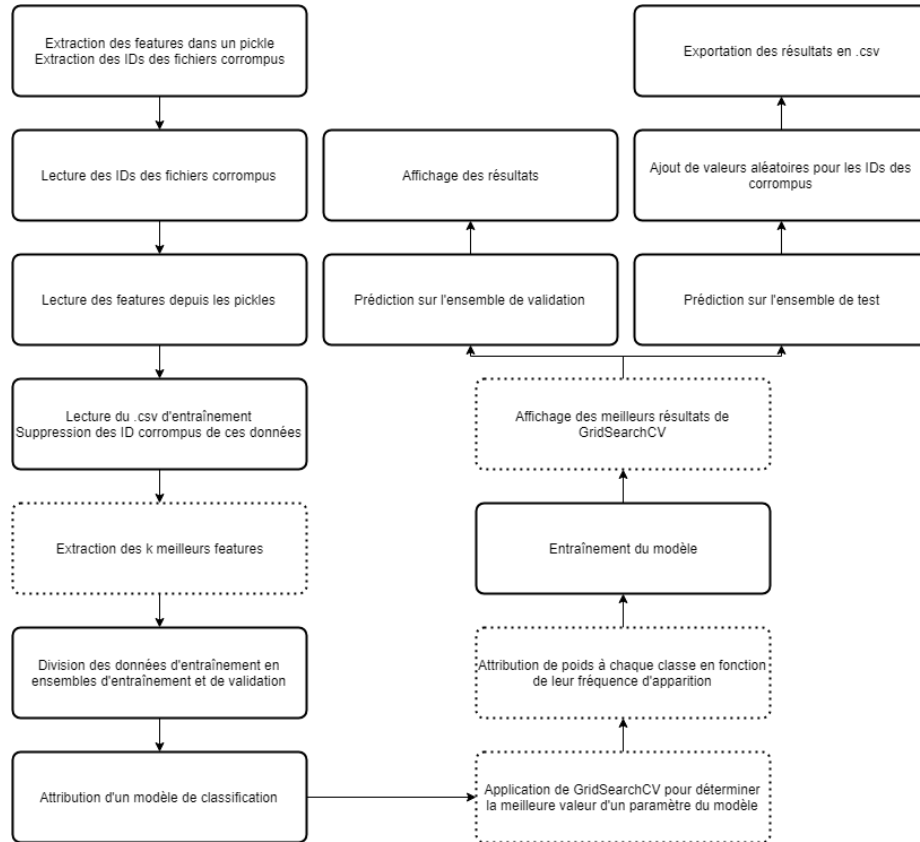 Extraction des features dans un pickle
Extraction des IDs des fichiers corrompus
Lecture des IDs des fichiers corrompus
Lecture des features depuis les pickles
Lecture du .csv d'entraînement
Suppression des ID corrompus de ces données
Extraction des k meilleurs features
Division des données d'entraînement en
ensembles d'entraînement et de validation
Attribution d'un modèle de classification
Application de GridSearchCV pour déterminer
la meilleure valeur d'un paramètre du modèle
Attribution de poids à chaque classe en fonction
de leur fréquence d'apparition
Entraînement du modèle
Affichage des meilleurs résultats de
GridSearchCV
Prédiction sur l'ensemble de validation
Affichage des résultats
Prédiction sur l'ensemble de test
Ajout de valeurs aléatoires pour les IDs des
corrompus
Exportation des résultats en .csv